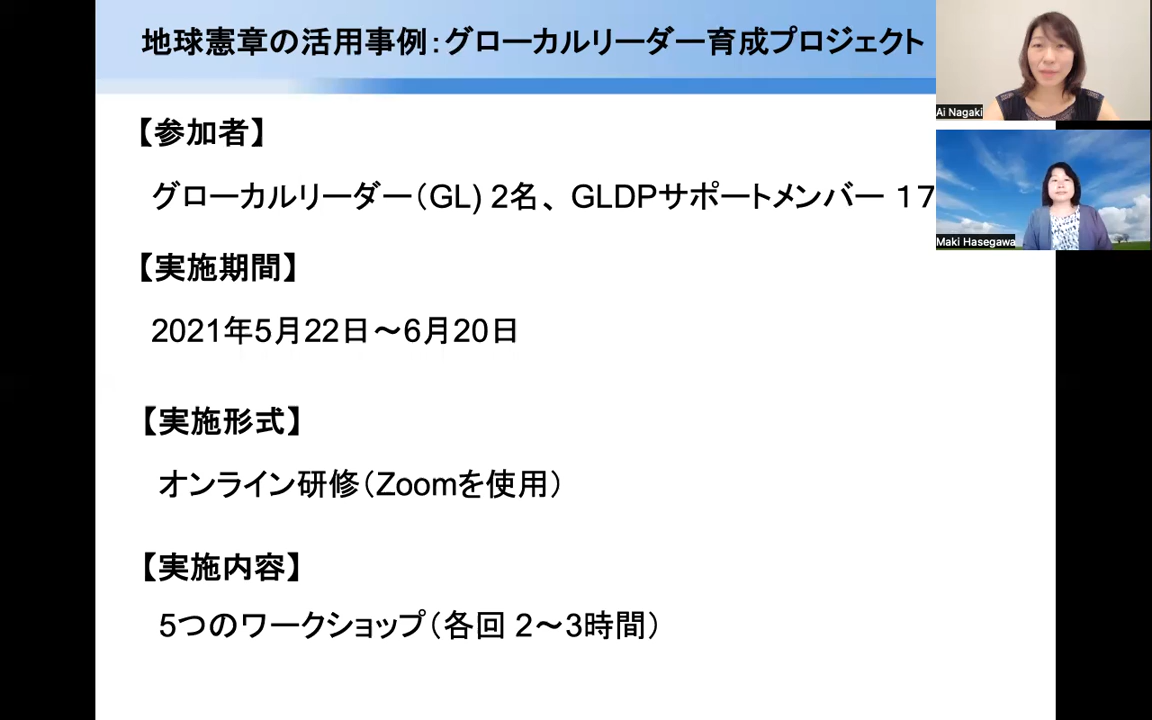 地球憲章の活用事例：グローカルリーダー育成プロジェクト
【参加者】
グローカルリーダー（GL) 2名、GLDPサポートメンバー １７
【実施期間】
2021年5月22日～6月20日
【実施形式】
オンライン研修（Zoomを使用）
【実施内容】
5つのワークショップ（各回 2～3時間）
Ai Nagaki
Maki Hasegawa